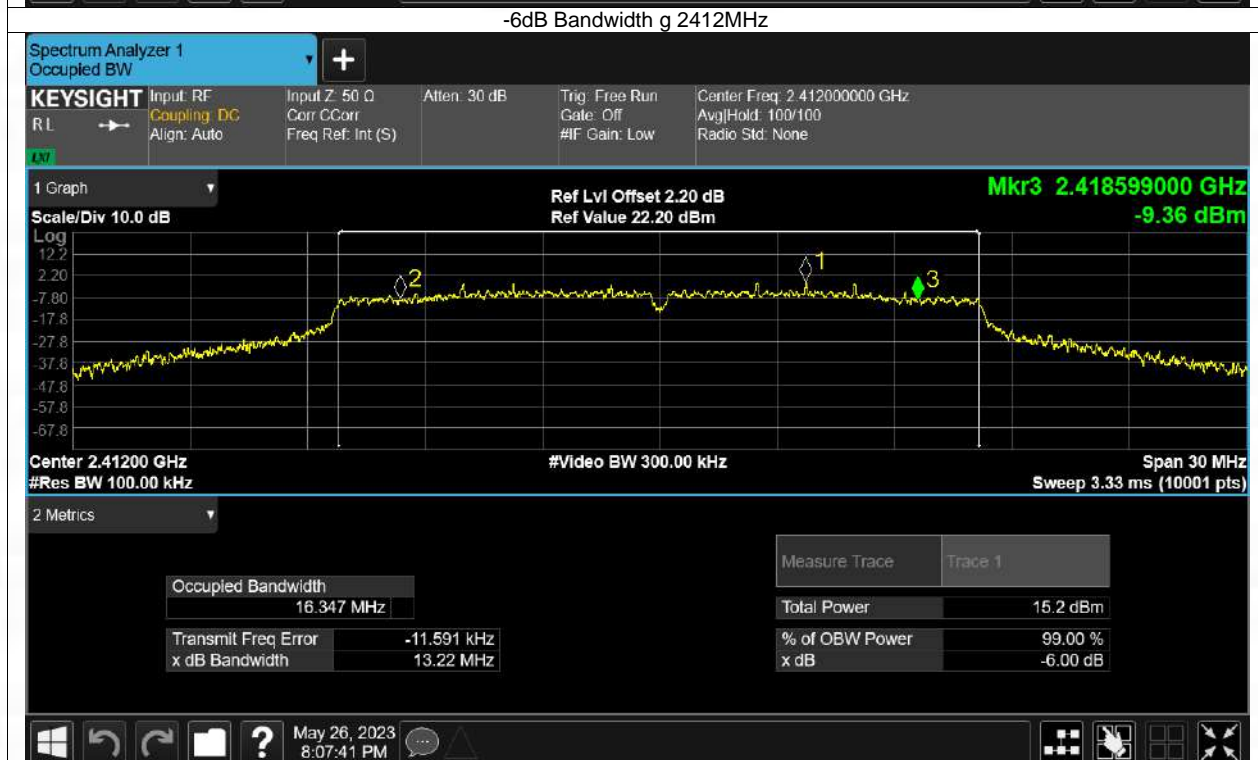 -6dB Bandwidth g 2412MHz
Spectrum Analyzer 1
Occupied BW
+
KEYSIGHT Input: RF Input Z: 50 Ω Atten: 30 dB Trig: Free Run Center Freq: 2.412000000 GHz
RL Coupling: DC Corr CCorr Gate: Off Avg|Hold: 100/100
Align: Auto Freq Ref: Int (S) #IF Gain: Low Radio Std: None
LXI
1 Graph Ref Lvl Offset 2.20 dB Mkr3 2.418599000 GHz
Scale/Div 10.0 dB Ref Value 22.20 dBm -9.36 dBm
Log
12.2 1
2.20 2 3
-7.80
-17.8
-27.8
-37.8
-47.8
-57.8
-67.8
Center 2.41200 GHz #Video BW 300.00 kHz Span 30 MHz
#Res BW 100.00 kHz Sweep 3.33 ms (10001 pts)
2 Metrics
Measure Trace Trace 1
Occupied Bandwidth
16.347 MHz Total Power 15.2 dBm
Transmit Freq Error -11.591 kHz % of OBW Power 99.00 %
x dB Bandwidth 13.22 MHz x dB -6.00 dB
? May 26, 2023
8:07:41 PM